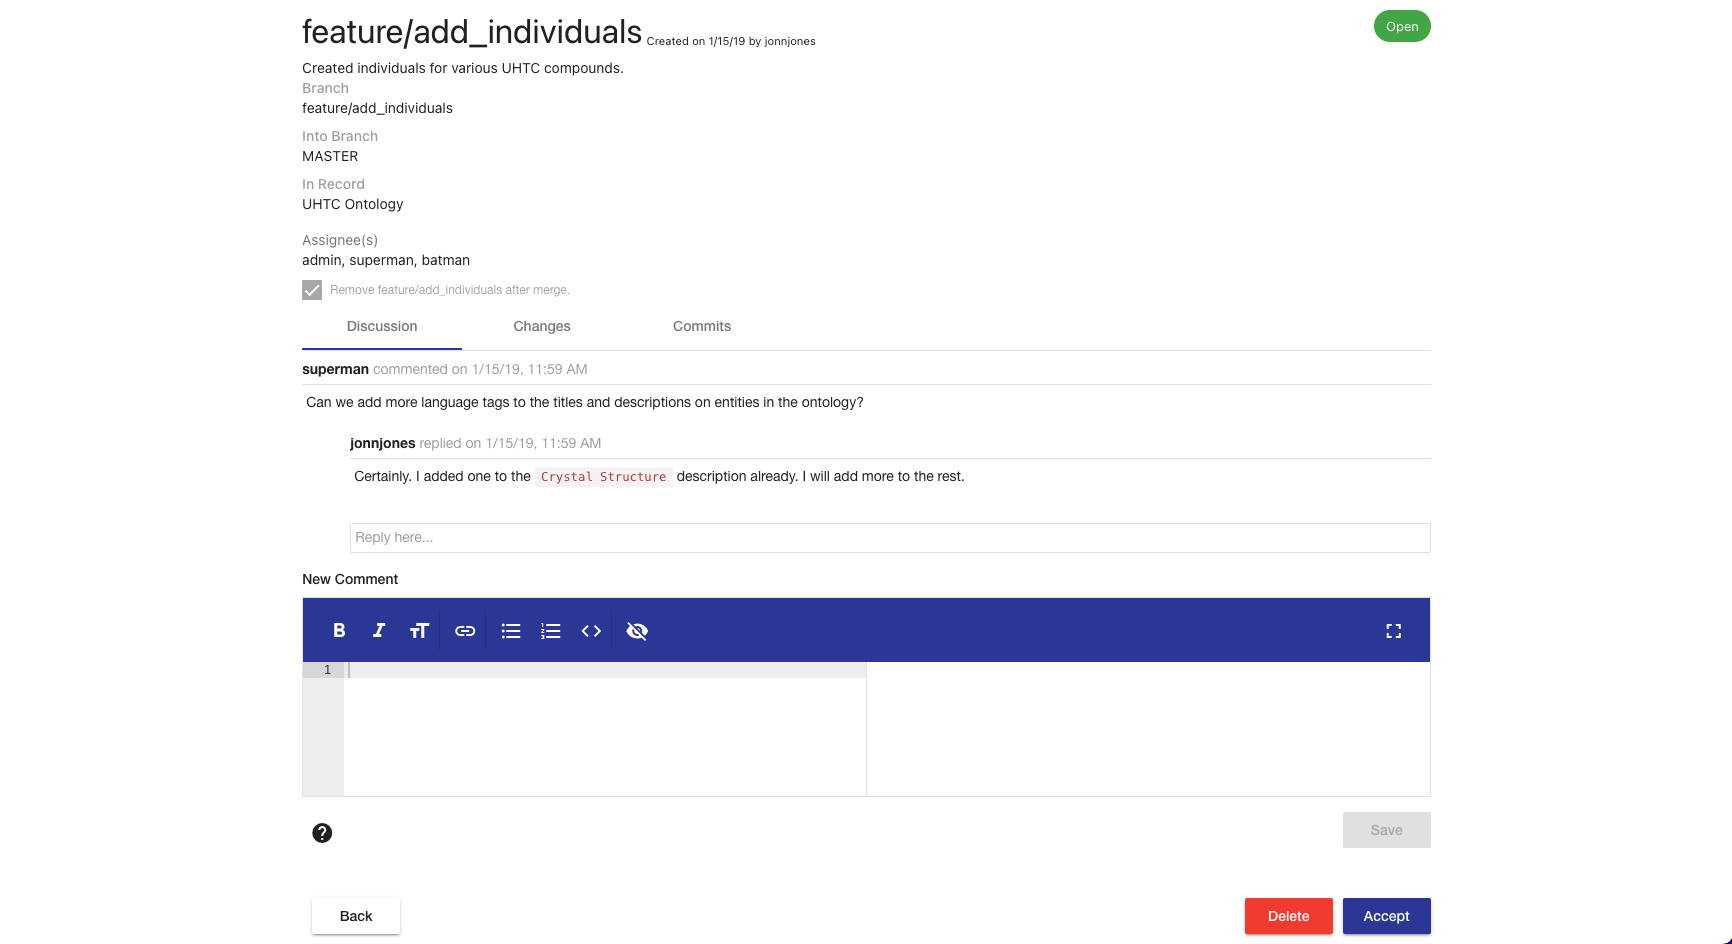 feature/add_individuals Created on 1/15/19 by jonnjones
Open
Created individuals for various UHTC compounds.
Branch
feature/add_individuals
Into Branch
MASTER
In Record
UHTC Ontology
Assignee(s)
admin, superman, batman
Remove feature/add_individuals after merge.
Discussion Changes Commits
superman commented on 1/15/19, 11:59 AM
Can we add more language tags to the titles and descriptions on entities in the ontology?
jonnjones replied on 1/15/19, 11:59 AM
Certainly. I added one to the Crystal Structure description already. I will add more to the rest.
Reply here...
New Comment
1
Save
Back Delete Accept